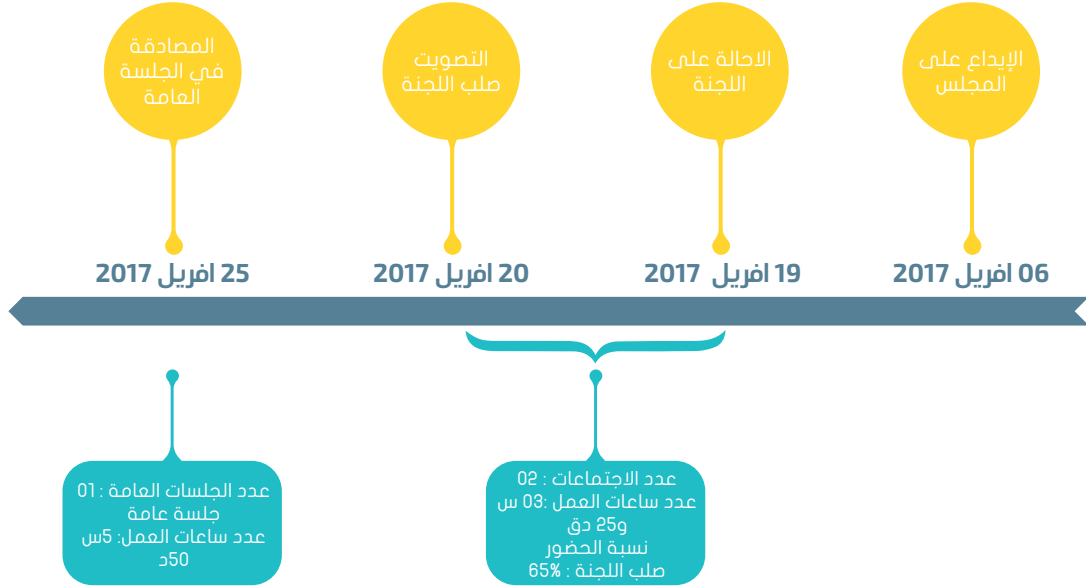 الإيداع على
المجلس
الاحالة على
اللجنة
التصويت
صلب اللجنة
المصادقة
في الجلسة
العامة
06 افريل 2017
19 افريل 2017
20 افريل 2017
25 افريل 2017
عدد الاجتماعات : 02
عدد ساعات العمل :03 س
و25 دق
نسبة الحضور
صلب اللجنة : 65%
عدد الجلسات العامة : 01
جلسة عامة
عدد ساعات العمل: 5س
50د